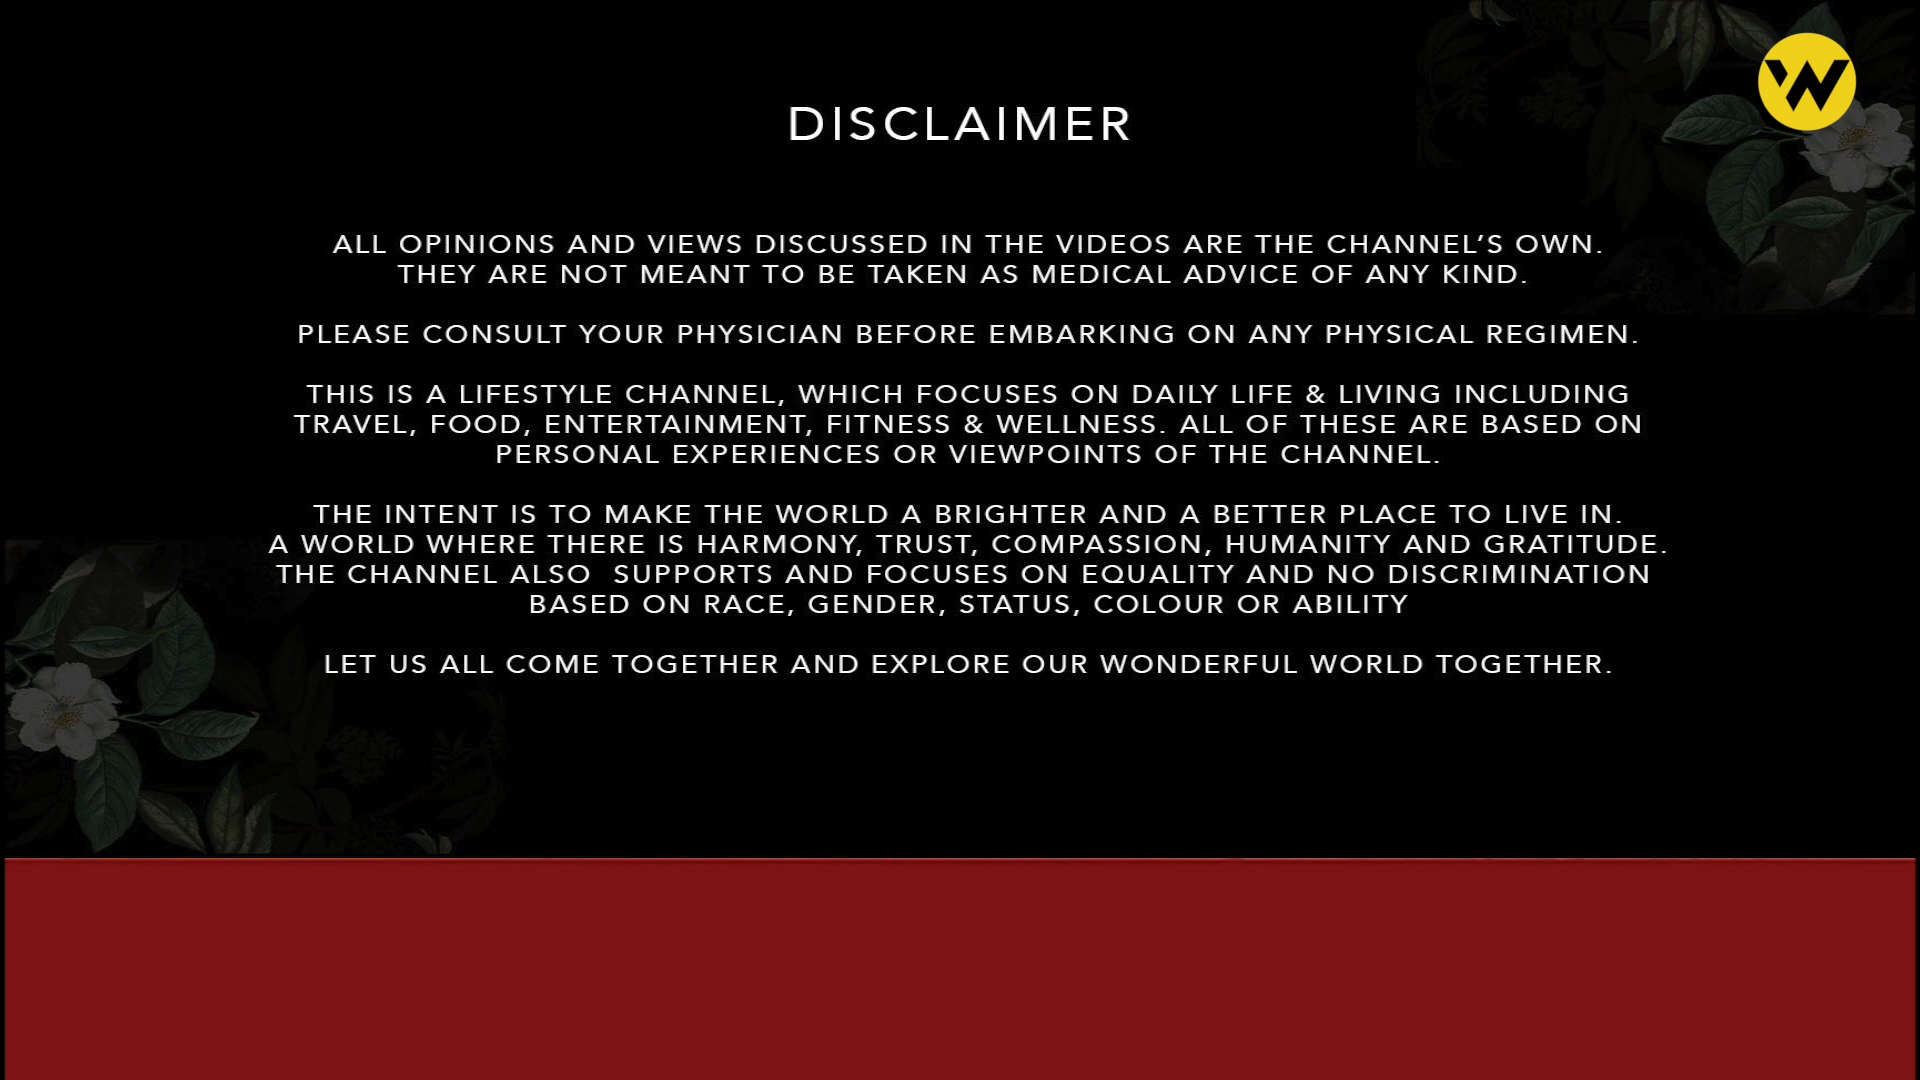 DISCLAIMER
ALL OPINIONS AND VIEWS DISCUSSED IN THE VIDEOS ARE THE CHANNEL’S OWN.
THEY ARE NOT MEANT TO BE TAKEN AS MEDICAL ADVICE OF ANY KIND.
PLEASE CONSULT YOUR PHYSICIAN BEFORE EMBARKING ON ANY PHYSICAL REGIMEN.
THIS IS A LIFESTYLE CHANNEL, WHICH FOCUSES ON DAILY LIFE & LIVING INCLUDING
TRAVEL, FOOD, ENTERTAINMENT, FITNESS & WELLNESS. ALL OF THESE ARE BASED ON
PERSONAL EXPERIENCES OR VIEWPOINTS OF THE CHANNEL.
THE INTENT IS TO MAKE THE WORLD A BRIGHTER AND A BETTER PLACE TO LIVE IN.
A WORLD WHERE THERE IS HARMONY, TRUST, COMPASSION, HUMANITY AND GRATITUDE.
THE CHANNEL ALSO  SUPPORTS AND FOCUSES ON EQUALITY AND NO DISCRIMINATION
BASED ON RACE, GENDER, STATUS, COLOUR OR ABILITY
LET US ALL COME TOGETHER AND EXPLORE OUR WONDERFUL WORLD TOGETHER.
W